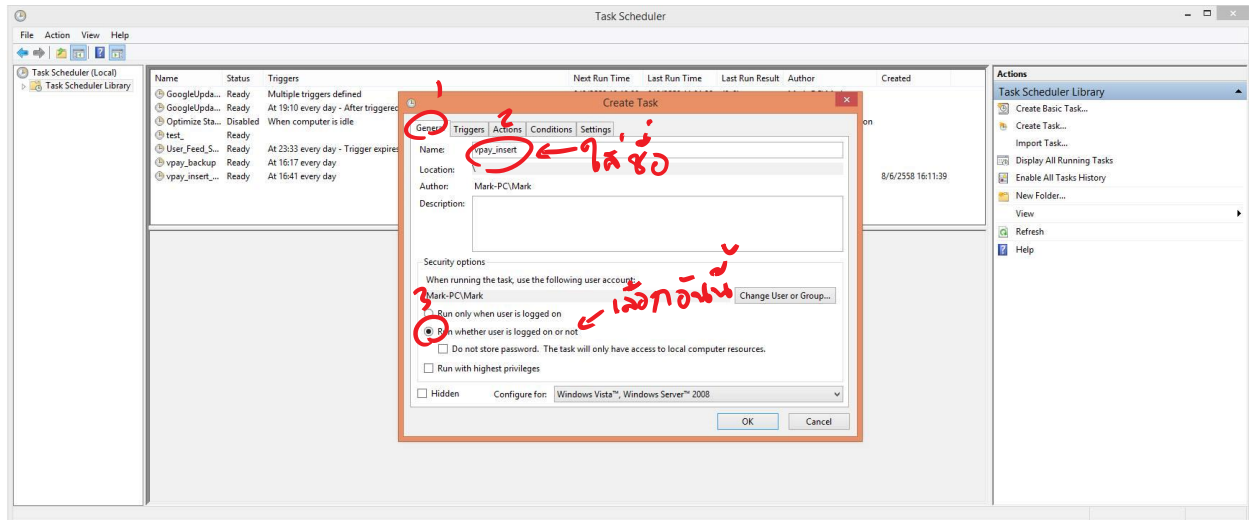 Task Scheduler
File Action View Help
Task Scheduler (Local)
Task Scheduler Library
Name Status Triggers Next Run Time Last Run Time Last Run Result Author Created
GoogleUpda... Ready Multiple triggers defined
GoogleUpda... Ready At 19:10 every day - After triggered
Optimize Sta... Disabled When computer is idle
test_ Ready
User_Feed_S... Ready At 23:33 every day - Trigger expires
vpay_backup Ready At 16:17 every day
vpay_insert_... Ready At 16:41 every day 8/6/2558 16:11:39
1
Create Task
2
General Triggers Actions Conditions Settings
Name: vpay_insert
ใส่ชื่อ
Location: \
Author: Mark-PC\Mark
Description:
Security options
When running the task, use the following user account:
Mark-PC\Mark Change User or Group...
3
Run only when user is logged on
Run whether user is logged on or not
เลือกอันนี้
Do not store password. The task will only have access to local computer resources.
Run with highest privileges
Hidden Configure for: Windows Vista™, Windows Server™ 2008
OK Cancel
Actions
Task Scheduler Library
Create Basic Task...
Create Task...
Import Task...
Display All Running Tasks
Enable All Tasks History
New Folder...
View
Refresh
Help